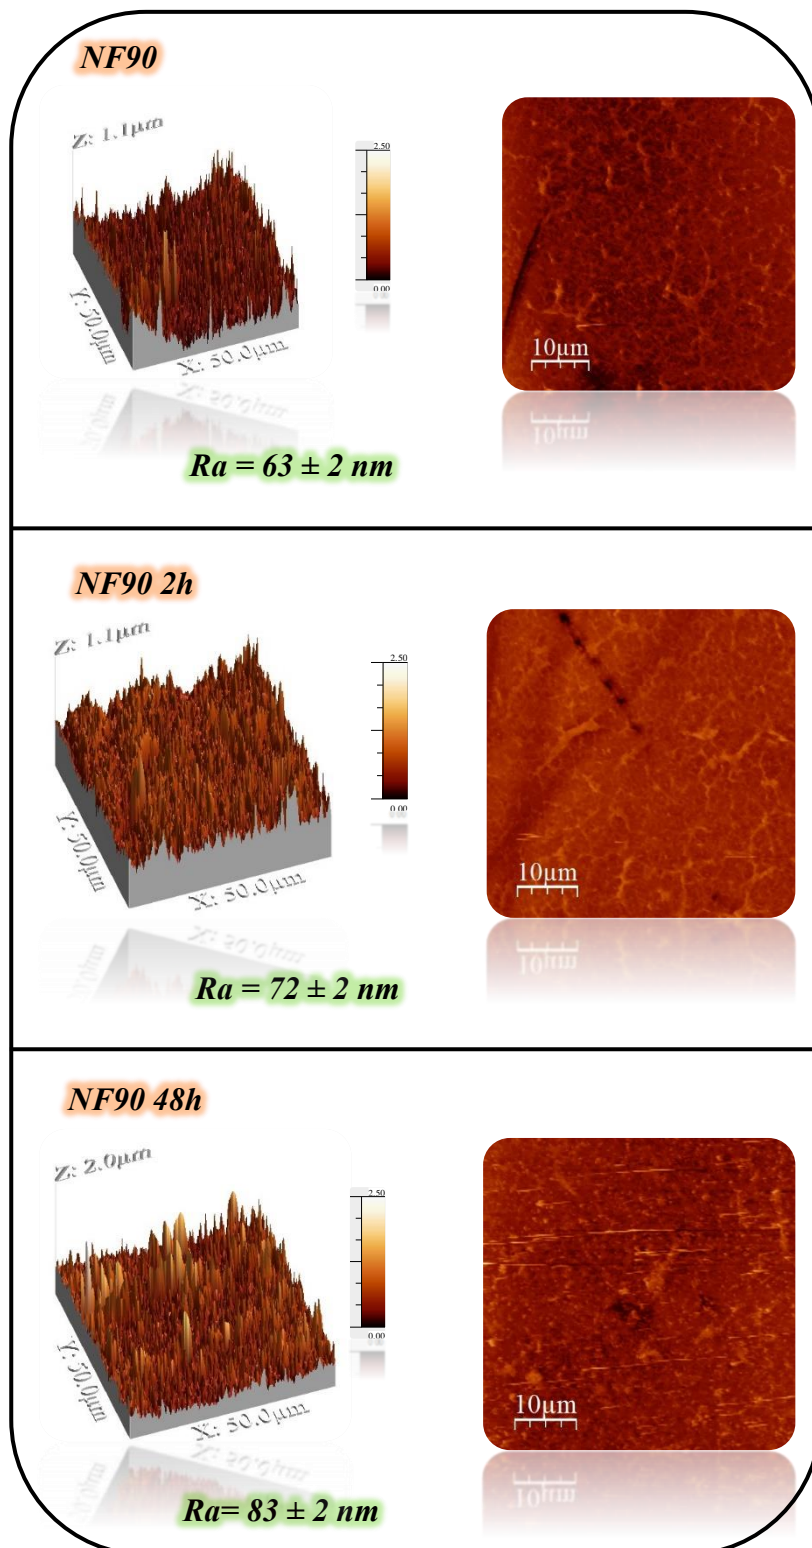 NF90
Z: 1.1µm
2.50
0.00
Y: 50.0µm
X: 50.0µm
10µm
Ra = 63 ± 2 nm
NF90 2h
Z: 1.1µm
2.50
0.00
Y: 50.0µm
X: 50.0µm
10µm
Ra = 72 ± 2 nm
NF90 48h
Z: 2.0µm
2.50
0.00
Y: 50.0µm
X: 50.0µm
10µm
Ra= 83 ± 2 nm